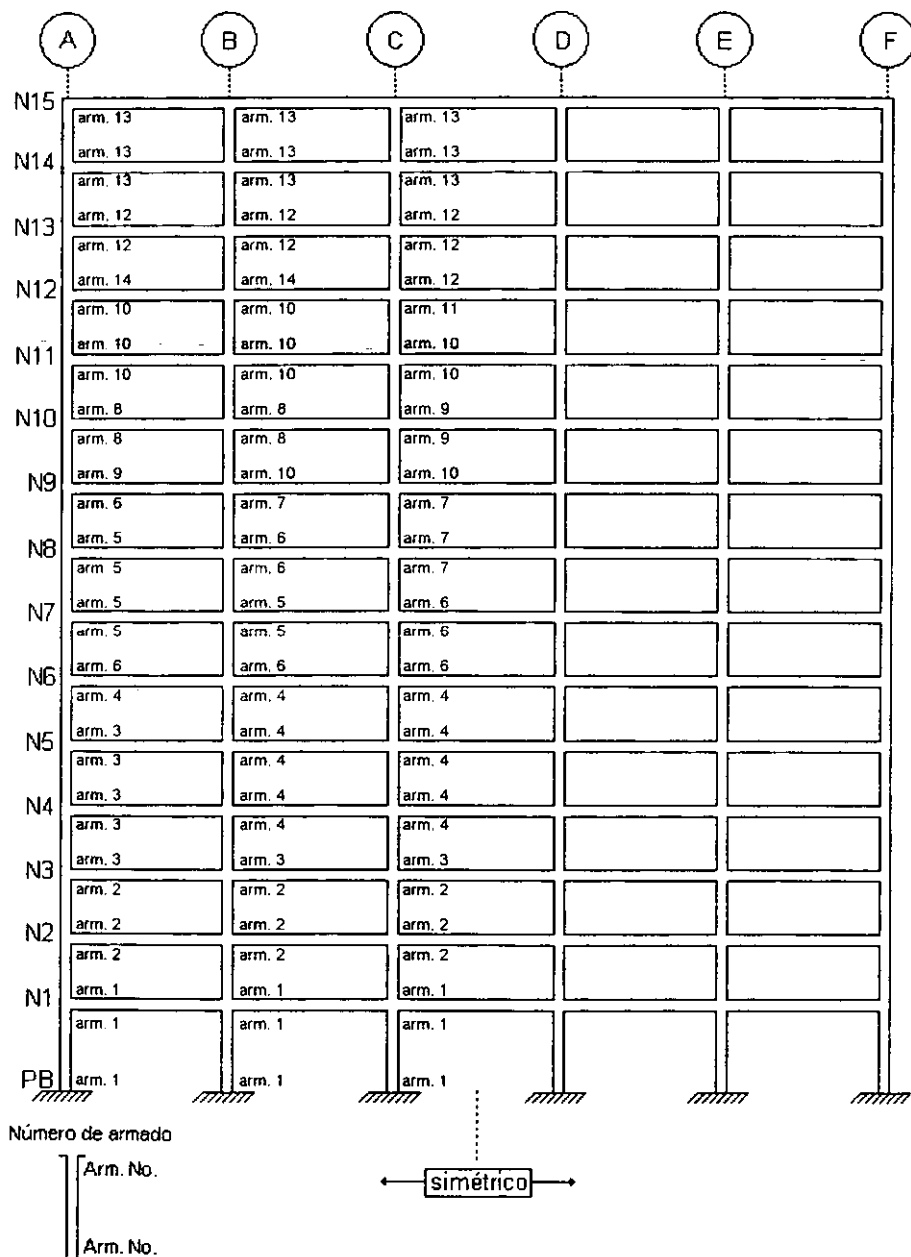 A B C D E F
N15
arm. 13 arm. 13 arm. 13
arm. 13 arm. 13 arm. 13
N14
arm. 13 arm. 13 arm. 13
arm. 12 arm. 12 arm. 12
N13
arm. 12 arm. 12 arm. 12
arm. 14 arm. 14 arm. 12
N12
arm. 10 arm. 10 arm. 11
arm. 10 arm. 10 arm. 10
N11
arm. 10 arm. 10 arm. 10
arm. 8 arm. 8 arm. 9
N10
arm. 8 arm. 8 arm. 9
arm. 9 arm. 10 arm. 10
N9
arm. 6 arm. 7 arm. 7
arm. 5 arm. 6 arm. 7
N8
arm 5 arm. 6 arm. 7
arm. 5 arm. 5 arm. 6
N7
arm. 5 arm. 5 arm. 6
arm. 6 arm. 6 arm. 6
N6
arm. 4 arm. 4 arm. 4
arm. 3 arm. 4 arm. 4
N5
arm. 3 arm. 4 arm. 4
arm. 3 arm. 4 arm. 4
N4
arm. 3 arm. 4 arm. 4
arm. 3 arm. 3 arm. 3
N3
arm. 2 arm. 2 arm. 2
arm. 2 arm. 2 arm. 2
N2
arm. 2 arm. 2 arm. 2
arm. 1 arm. 1 arm. 1
N1
arm. 1 arm. 1 arm. 1
PB arm. 1 arm. 1 arm. 1
Número de armado
Arm. No.
simétrico
Arm. No.